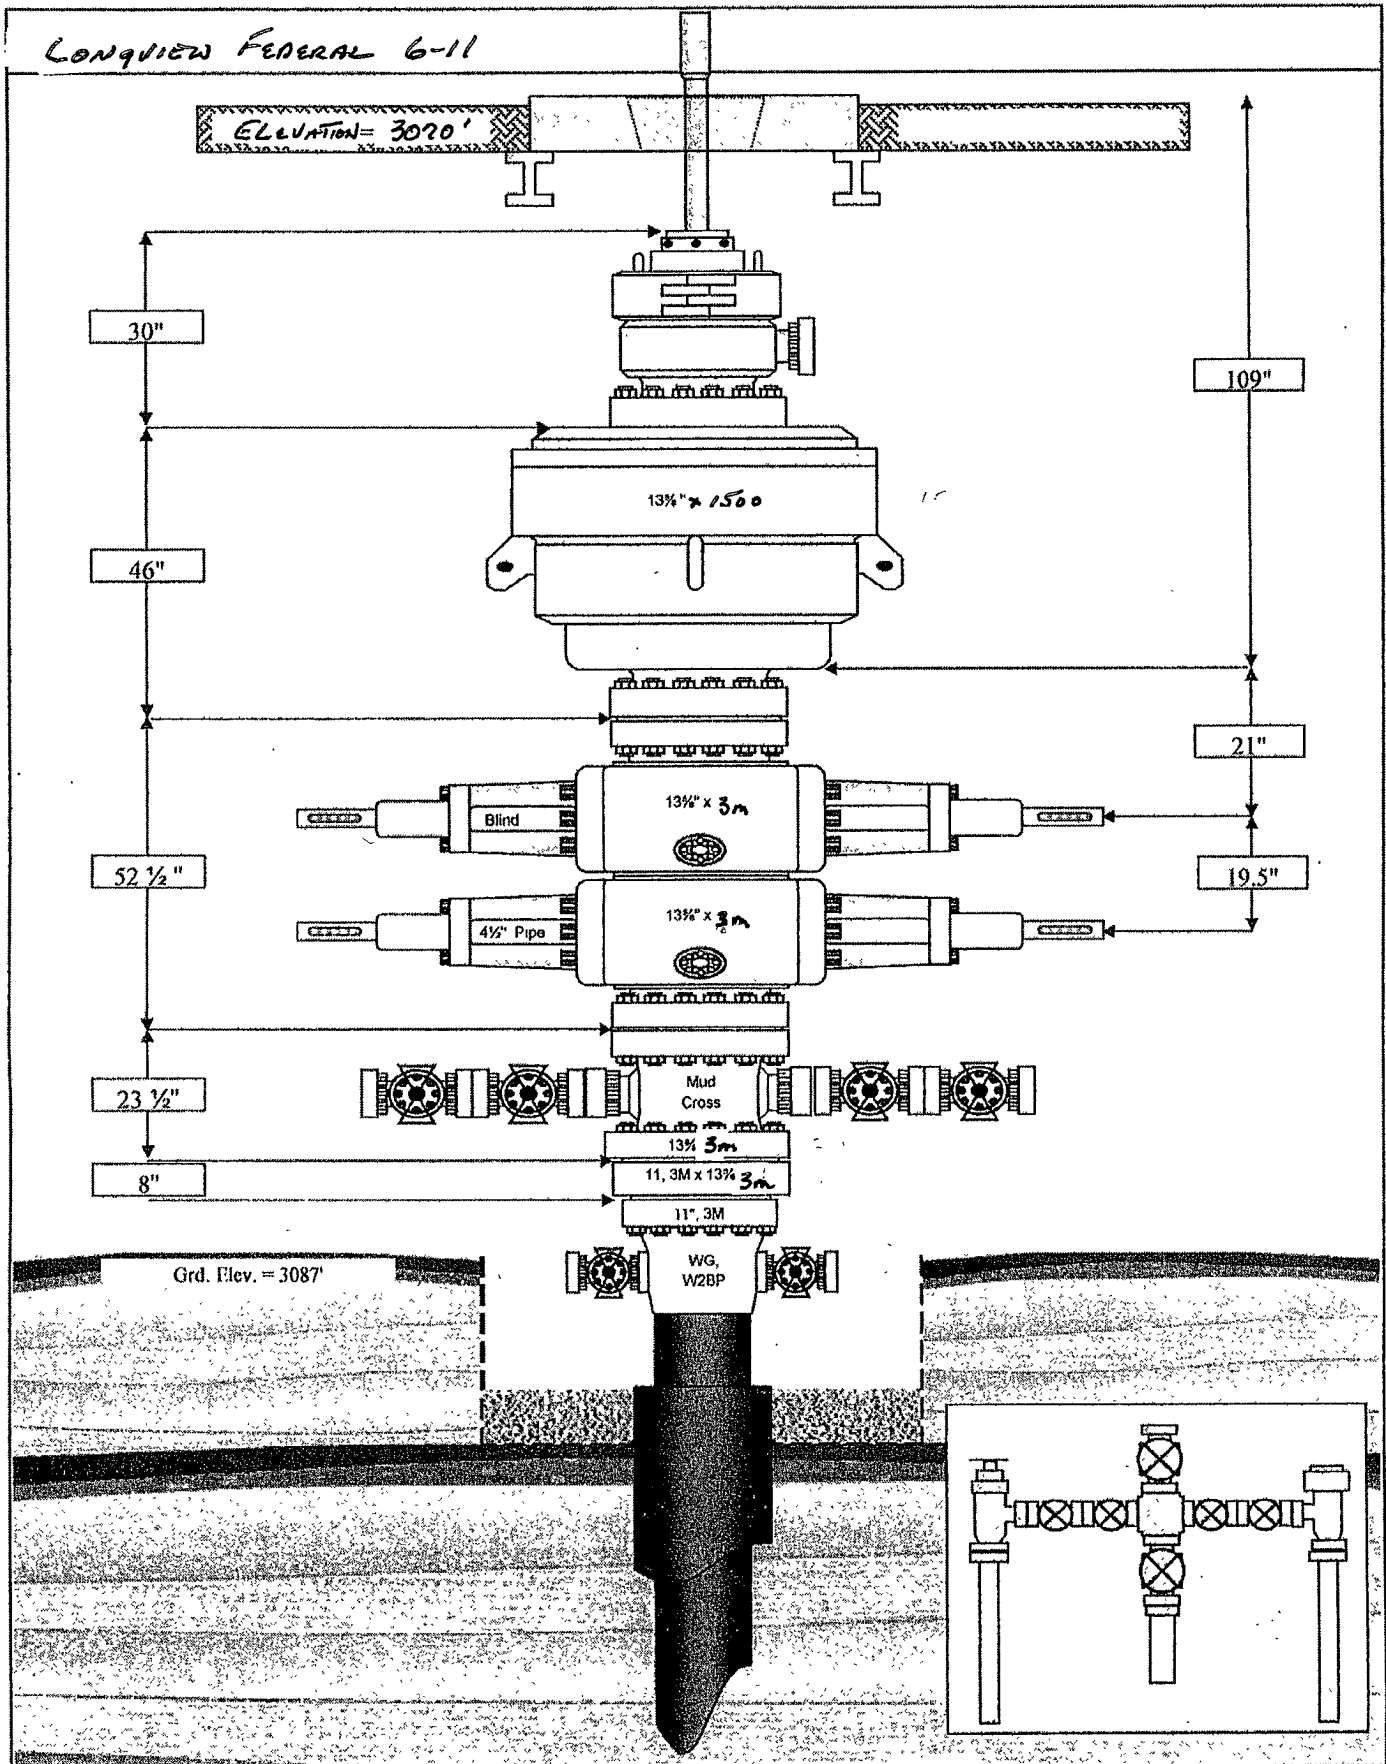 LONGVIEW FEDERAL 6-11
ELEVATION= 3020'
30"
109"
13⅝" x 1500
46"
21"
13⅝" x 3m
Blind
52 ½ "
19.5"
13⅝" x 3m
4½" Pipe
23 ½"
Mud
Cross
13⅝ 3m
8"
11, 3M x 13⅝ 3m
11", 3M
Grd. Elev. = 3087'
WG,
W2BP